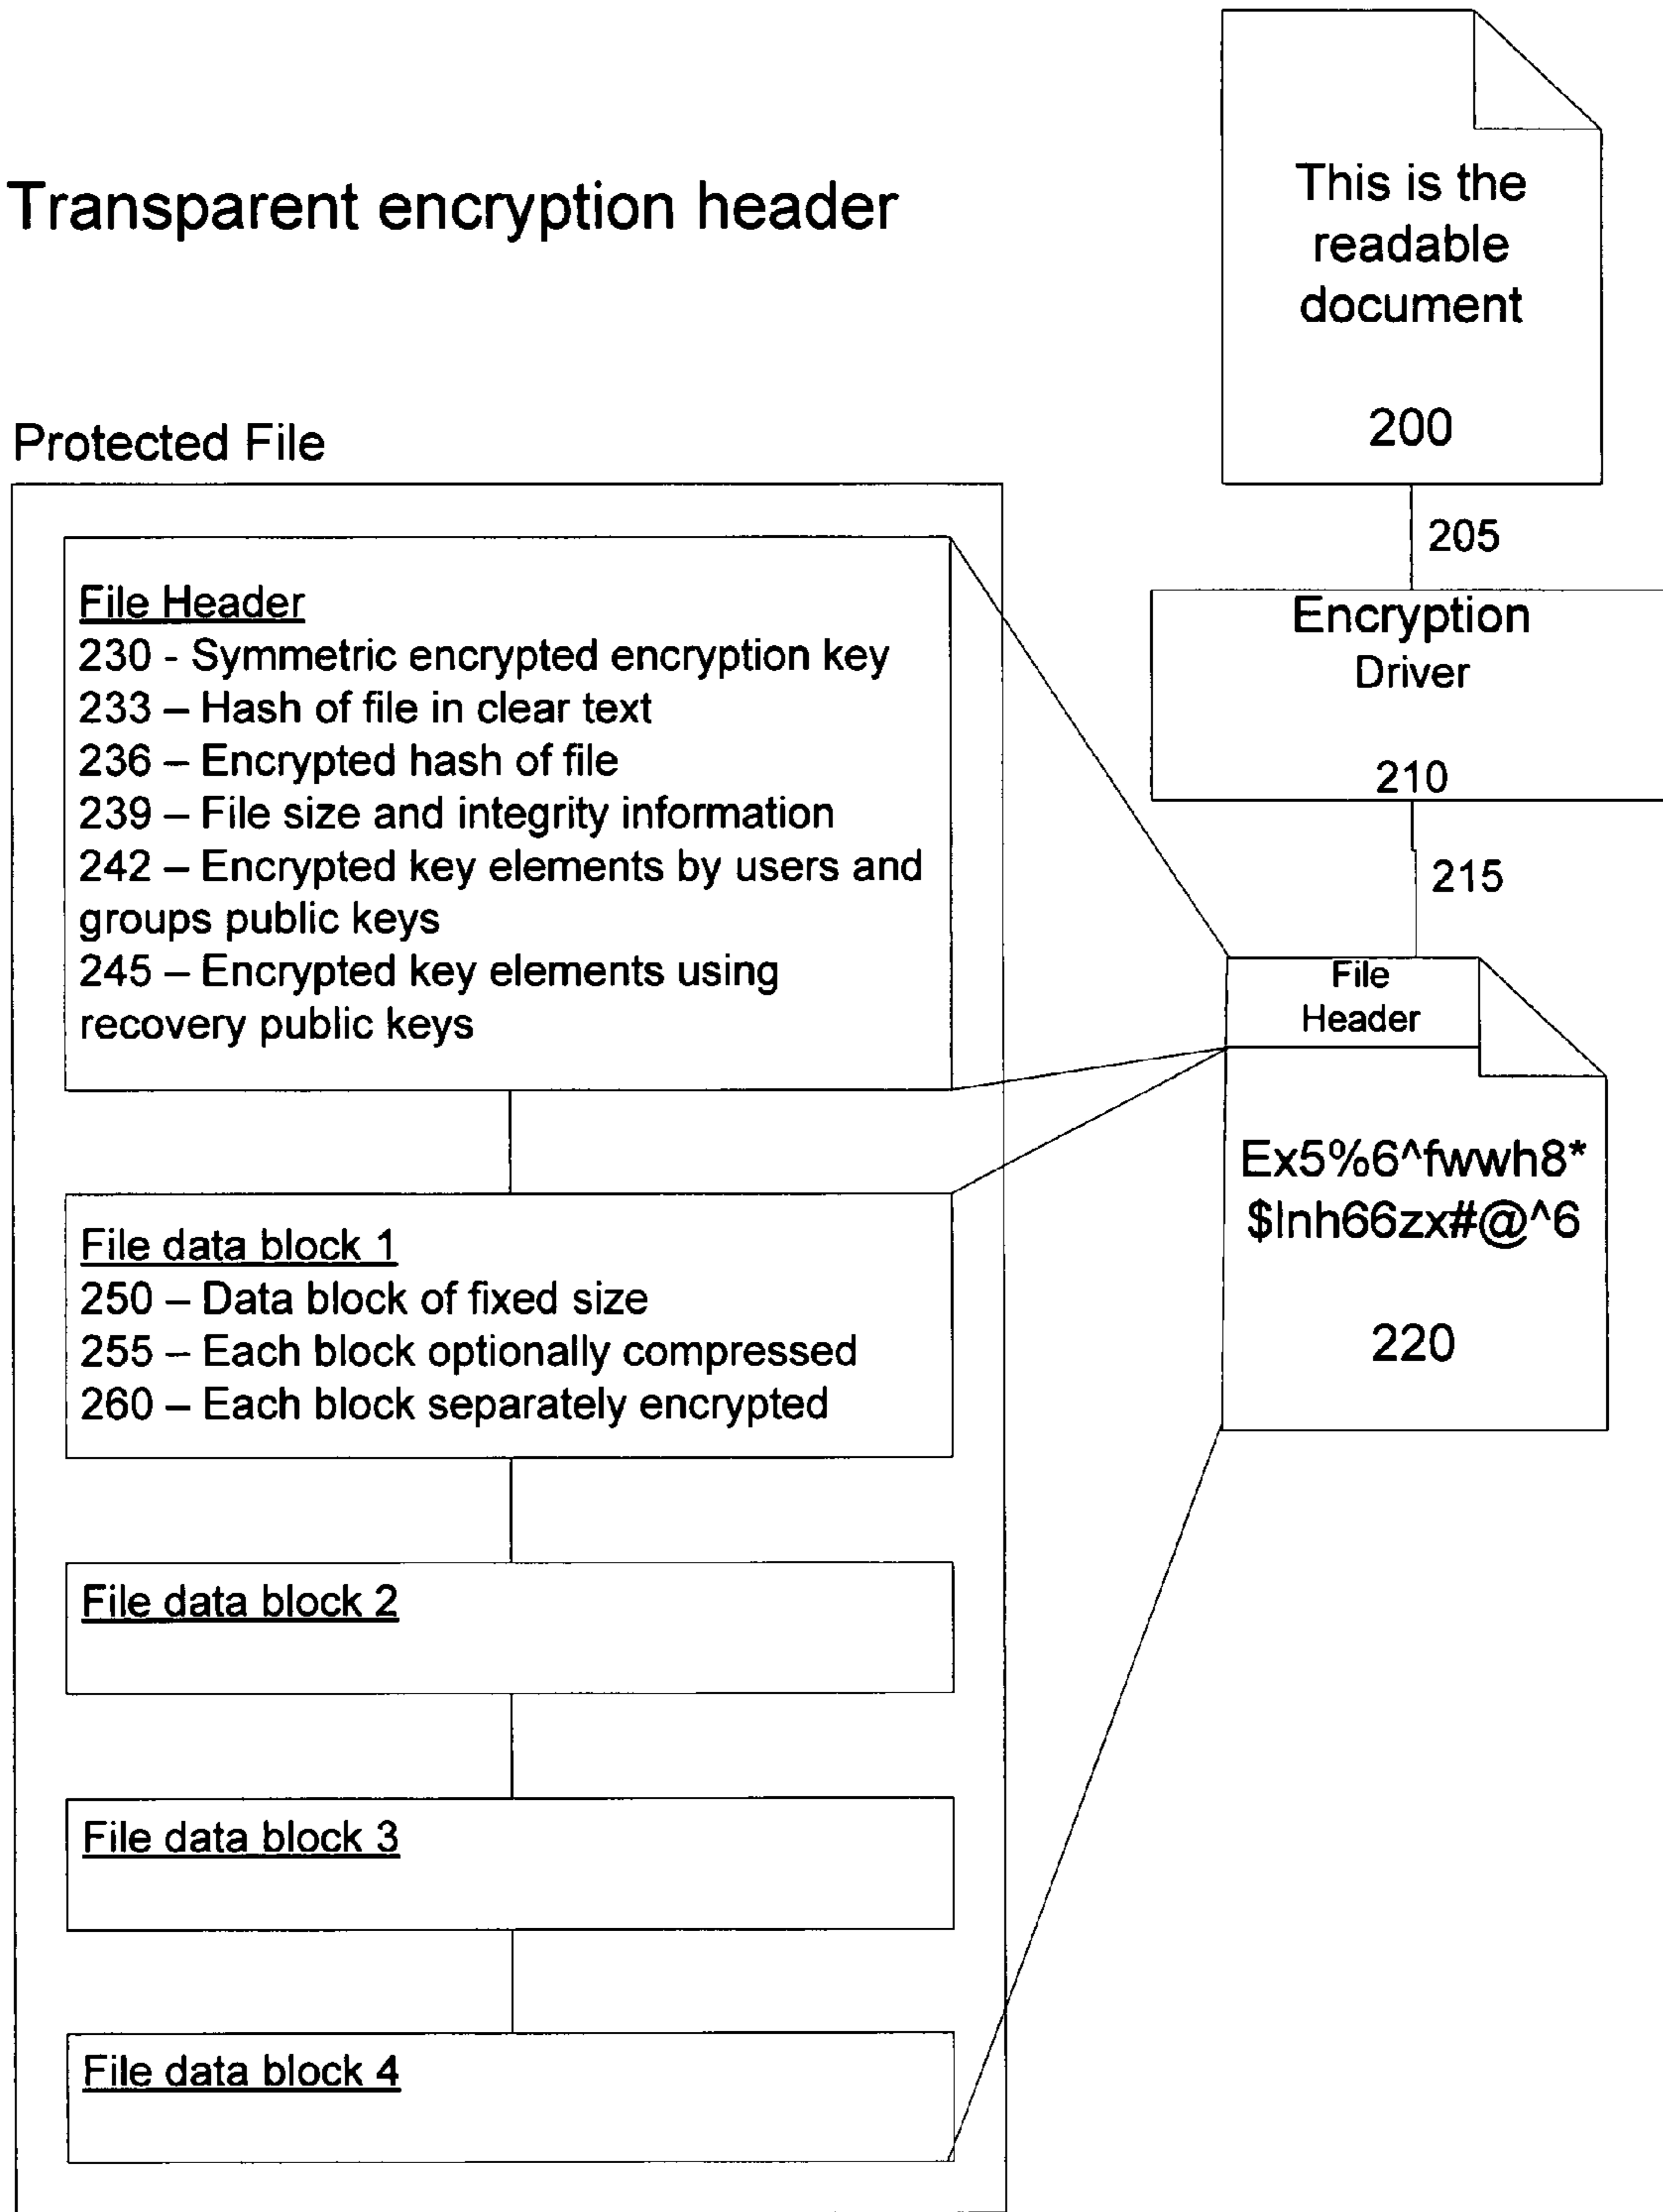 Transparent encryption header
This is the
readable
document
200
205
Encryption
Driver
210
215
File
Header
Ex5%6^fwwh8*
$lnh66zx#@^6
220
Protected File
File Header
230 - Symmetric encrypted encryption key
233 – Hash of file in clear text
236 – Encrypted hash of file
239 – File size and integrity information
242 – Encrypted key elements by users and
groups public keys
245 – Encrypted key elements using
recovery public keys
File data block 1
250 – Data block of fixed size
255 – Each block optionally compressed
260 – Each block separately encrypted
File data block 2
File data block 3
File data block 4